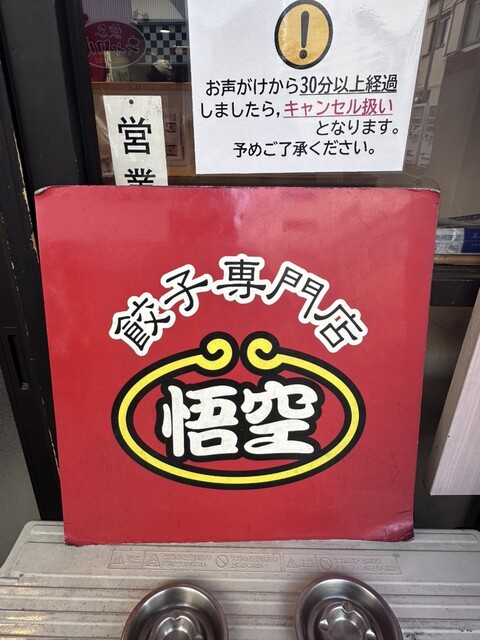 お声がけから30分以上経過
しましたら,キャンセル扱い
となります。
予めご了承ください。
営業
餃子専門店
悟空